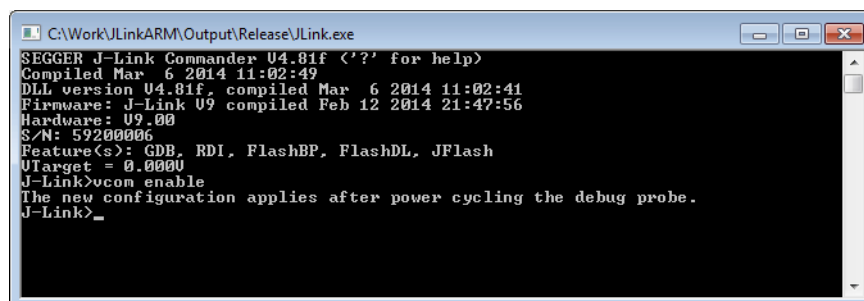 C:\Work\JLinkARM\Output\Release\JLink.exe
SEGGER J-Link Commander V4.81f ('?' for help)
Compiled Mar  6 2014 11:02:49
DLL version V4.81f, compiled Mar  6 2014 11:02:41
Firmware: J-Link V9 compiled Feb 12 2014 21:47:56
Hardware: V9.00
S/N: 59200006
Feature(s): GDB, RDI, FlashBP, FlashDL, JFlash
VTarget = 0.000V
J-Link>vcom enable
The new configuration applies after power cycling the debug probe.
J-Link>_